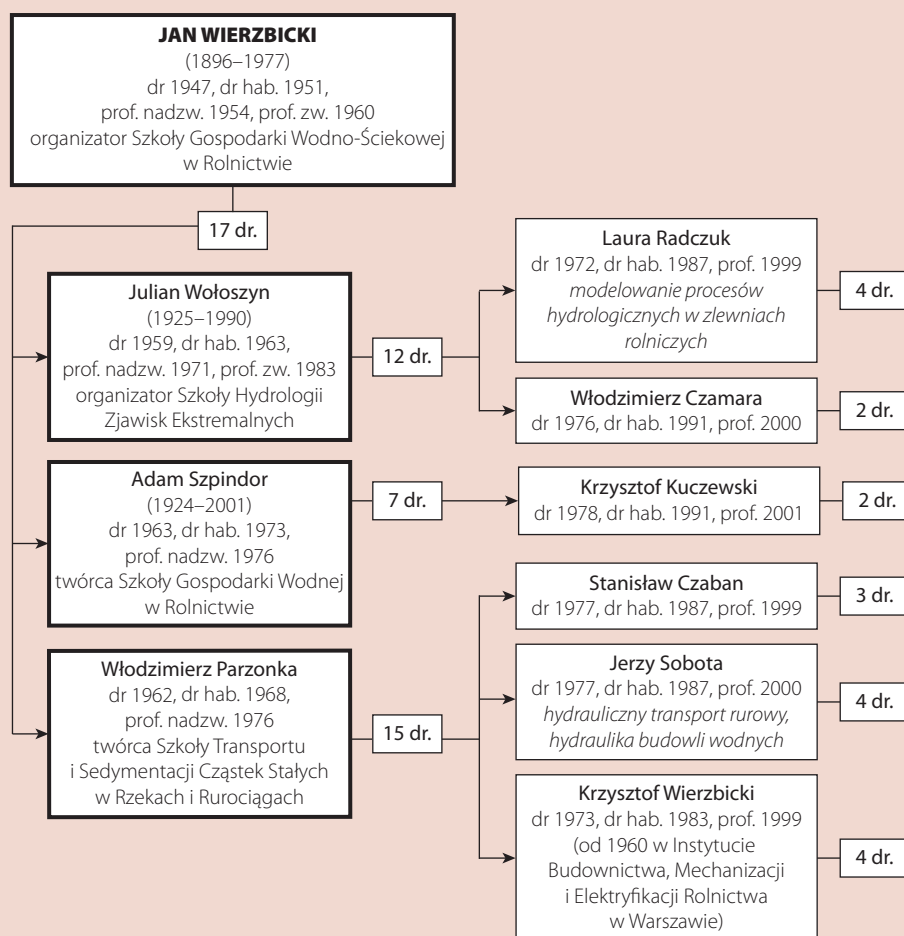 JAN WIERZBICKI
(1896–1977)
dr 1947, dr hab. 1951,
prof. nadzw. 1954, prof. zw. 1960
organizator Szkoły Gospodarki Wodno-Ściekowej
w Rolnictwie
17 dr.
Julian Wołoszyn
(1925–1990)
dr 1959, dr hab. 1963,
prof. nadzw. 1971, prof. zw. 1983
organizator Szkoły Hydrologii
Zjawisk Ekstremalnych
12 dr.
Laura Radczuk
dr 1972, dr hab. 1987, prof. 1999
modelowanie procesów
hydrologicznych w zlewniach
rolniczych
4 dr.
Włodzimierz Czamara
dr 1976, dr hab. 1991, prof. 2000
2 dr.
Adam Szpindor
(1924–2001)
dr 1963, dr hab. 1973,
prof. nadzw. 1976
twórca Szkoły Gospodarki Wodnej
w Rolnictwie
7 dr.
Krzysztof Kuczewski
dr 1978, dr hab. 1991, prof. 2001
2 dr.
Włodzimierz Parzonka
dr 1962, dr hab. 1968,
prof. nadzw. 1976
twórca Szkoły Transportu
i Sedymentacji Cząstek Stałych
w Rzekach i Rurociągach
15 dr.
Stanisław Czaban
dr 1977, dr hab. 1987, prof. 1999
3 dr.
Jerzy Sobota
dr 1977, dr hab. 1987, prof. 2000
hydrauliczny transport rurowy,
hydraulika budowli wodnych
4 dr.
Krzysztof Wierzbicki
dr 1973, dr hab. 1983, prof. 1999
(od 1960 w Instytucie
Budownictwa, Mechanizacji
i Elektryfikacji Rolnictwa
w Warszawie)
4 dr.